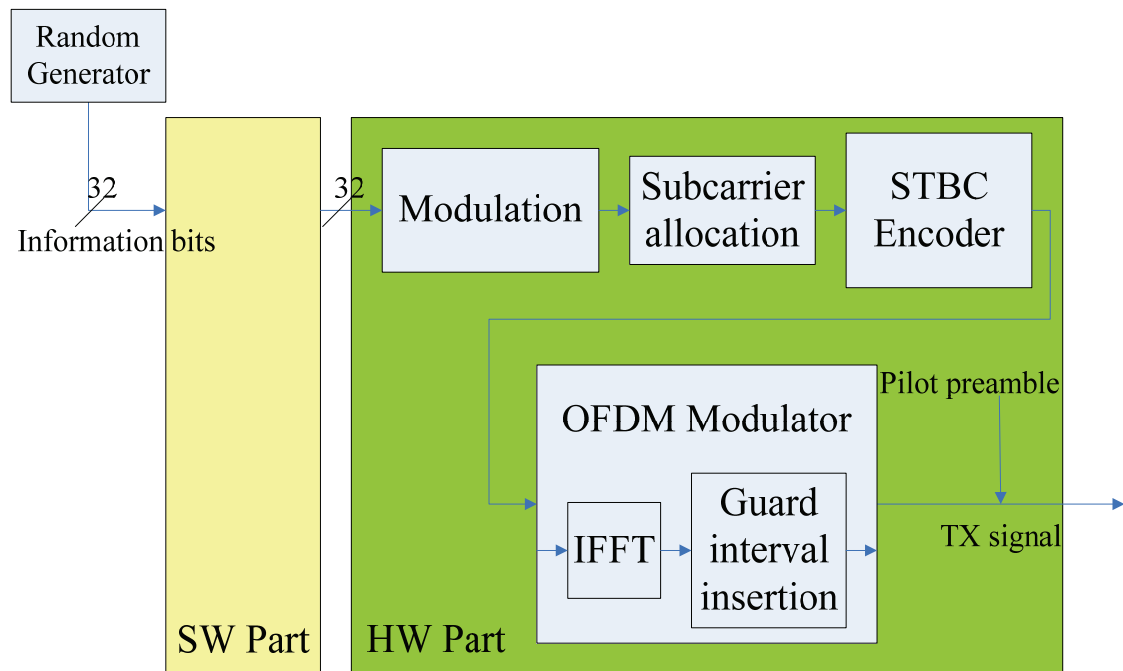 Random
Generator
32
Information bits
32
Modulation
Subcarrier
allocation
STBC
Encoder
Pilot preamble
OFDM Modulator
IFFT
Guard
interval
insertion
TX signal
SW Part
HW Part